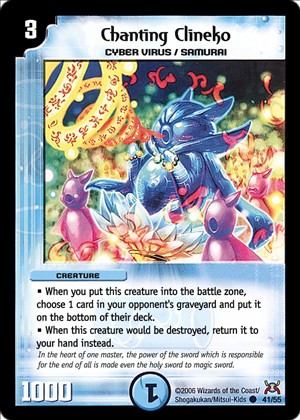 3
Chanting Clineko
CYBER VIRUS / SAMURAI
CREATURE
▪ When you put this creature into the battle zone,
choose 1 card in your opponent's graveyard and put it
on the bottom of their deck.
▪ When this creature would be destroyed, return it to
your hand instead.
In the heart of one master, the power of the sword which is responsible
for the end of all is made even the holy sword to magic sword.
1000
1
©2006 Wizards of the Coast/
Shogakukan/Mitsui-Kids
41/55